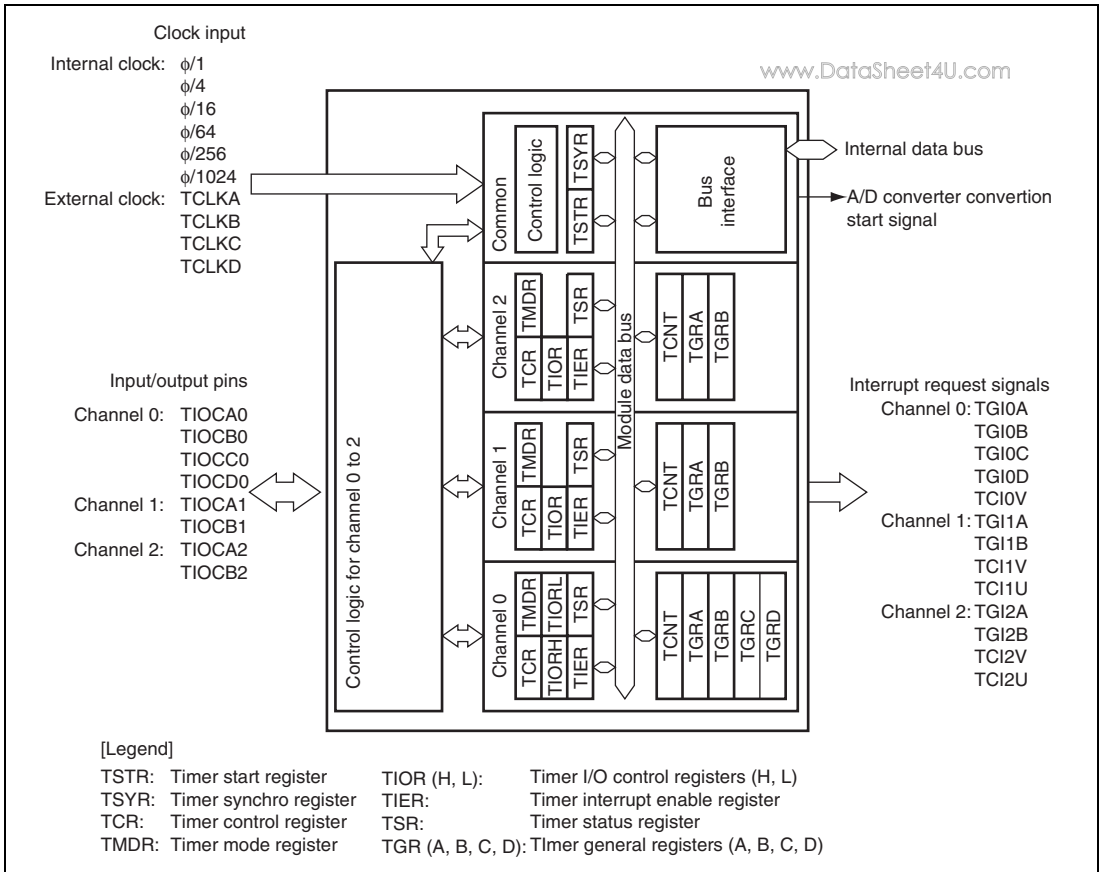 Clock input
Internal clock: ϕ/1
ϕ/4
ϕ/16
ϕ/64
ϕ/256
ϕ/1024
External clock: TCLKA
TCLKB
TCLKC
TCLKD
www.DataSheet4U.com
Input/output pins
Channel 0: TIOCA0
TIOCB0
TIOCC0
TIOCD0
Channel 1: TIOCA1
TIOCB1
Channel 2: TIOCA2
TIOCB2
Control logic for channel 0 to 2
Common
Control logic
TSTR TSYR
Bus
interface
Channel 2
TCR TMDR
TIOR
TIER TSR
TCNT
TGRA
TGRB
Module data bus
Channel 1
TCR TMDR
TIOR
TIER TSR
TCNT
TGRA
TGRB
Channel 0
TCR TMDR
TIORH TIORL
TIER TSR
TCNT
TGRA
TGRB
TGRC
TGRD
Internal data bus
A/D converter convertion
start signal
Interrupt request signals
Channel 0: TGI0A
TGI0B
TGI0C
TGI0D
TCI0V
Channel 1: TGI1A
TGI1B
TCI1V
TCI1U
Channel 2: TGI2A
TGI2B
TCI2V
TCI2U
[Legend]
TSTR: Timer start register
TSYR: Timer synchro register
TCR: Timer control register
TMDR: Timer mode register
TIOR (H, L): Timer I/O control registers (H, L)
TIER: Timer interrupt enable register
TSR: Timer status register
TGR (A, B, C, D): TImer general registers (A, B, C, D)